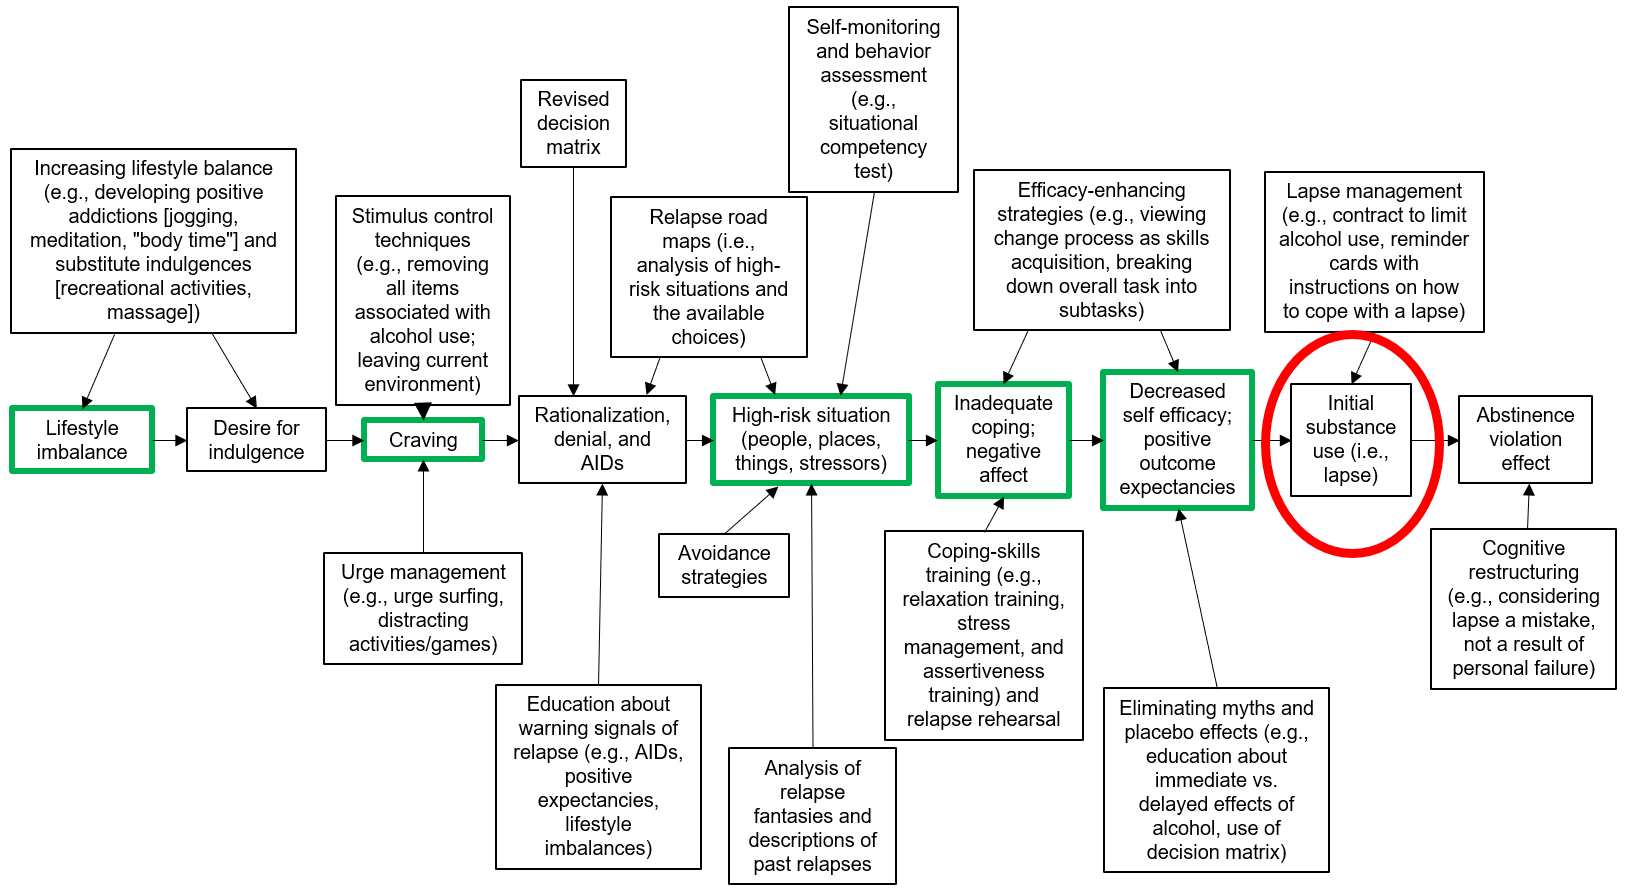 Self-monitoring
and behavior
assessment
(e.g.,
situational
competency
test)
Revised
decision
matrix
Increasing lifestyle balance
(e.g., developing positive
addictions [jogging,
meditation, "body time"] and
substitute indulgences
[recreational activities,
massage])
Stimulus control
techniques
(e.g., removing
all items
associated with
alcohol use;
leaving current
environment)
Relapse road
maps (i.e.,
analysis of high-
risk situations and
the available
choices)
Efficacy-enhancing
strategies (e.g., viewing
change process as skills
acquisition, breaking
down overall task into
subtasks)
Lapse management
(e.g., contract to limit
alcohol use, reminder
cards with
instructions on how
to cope with a lapse)
Lifestyle
imbalance
Desire for
indulgence
Craving
Rationalization,
denial, and
AIDs
High-risk situation
(people, places,
things, stressors)
Inadequate
coping;
negative
affect
Decreased
self efficacy;
positive
outcome
expectancies
Initial
substance
use (i.e.,
lapse)
Abstinence
violation
effect
Urge management
(e.g., urge surfing,
distracting
activities/games)
Education about
warning signals of
relapse (e.g., AIDs,
positive
expectancies,
lifestyle
imbalances)
Avoidance
strategies
Analysis of
relapse
fantasies and
descriptions of
past relapses
Coping-skills
training (e.g.,
relaxation training,
stress
management, and
assertiveness
training) and
relapse rehearsal
Eliminating myths and
placebo effects (e.g.,
education about
immediate vs.
delayed effects of
alcohol, use of
decision matrix)
Cognitive
restructuring
(e.g., considering
lapse a mistake,
not a result of
personal failure)